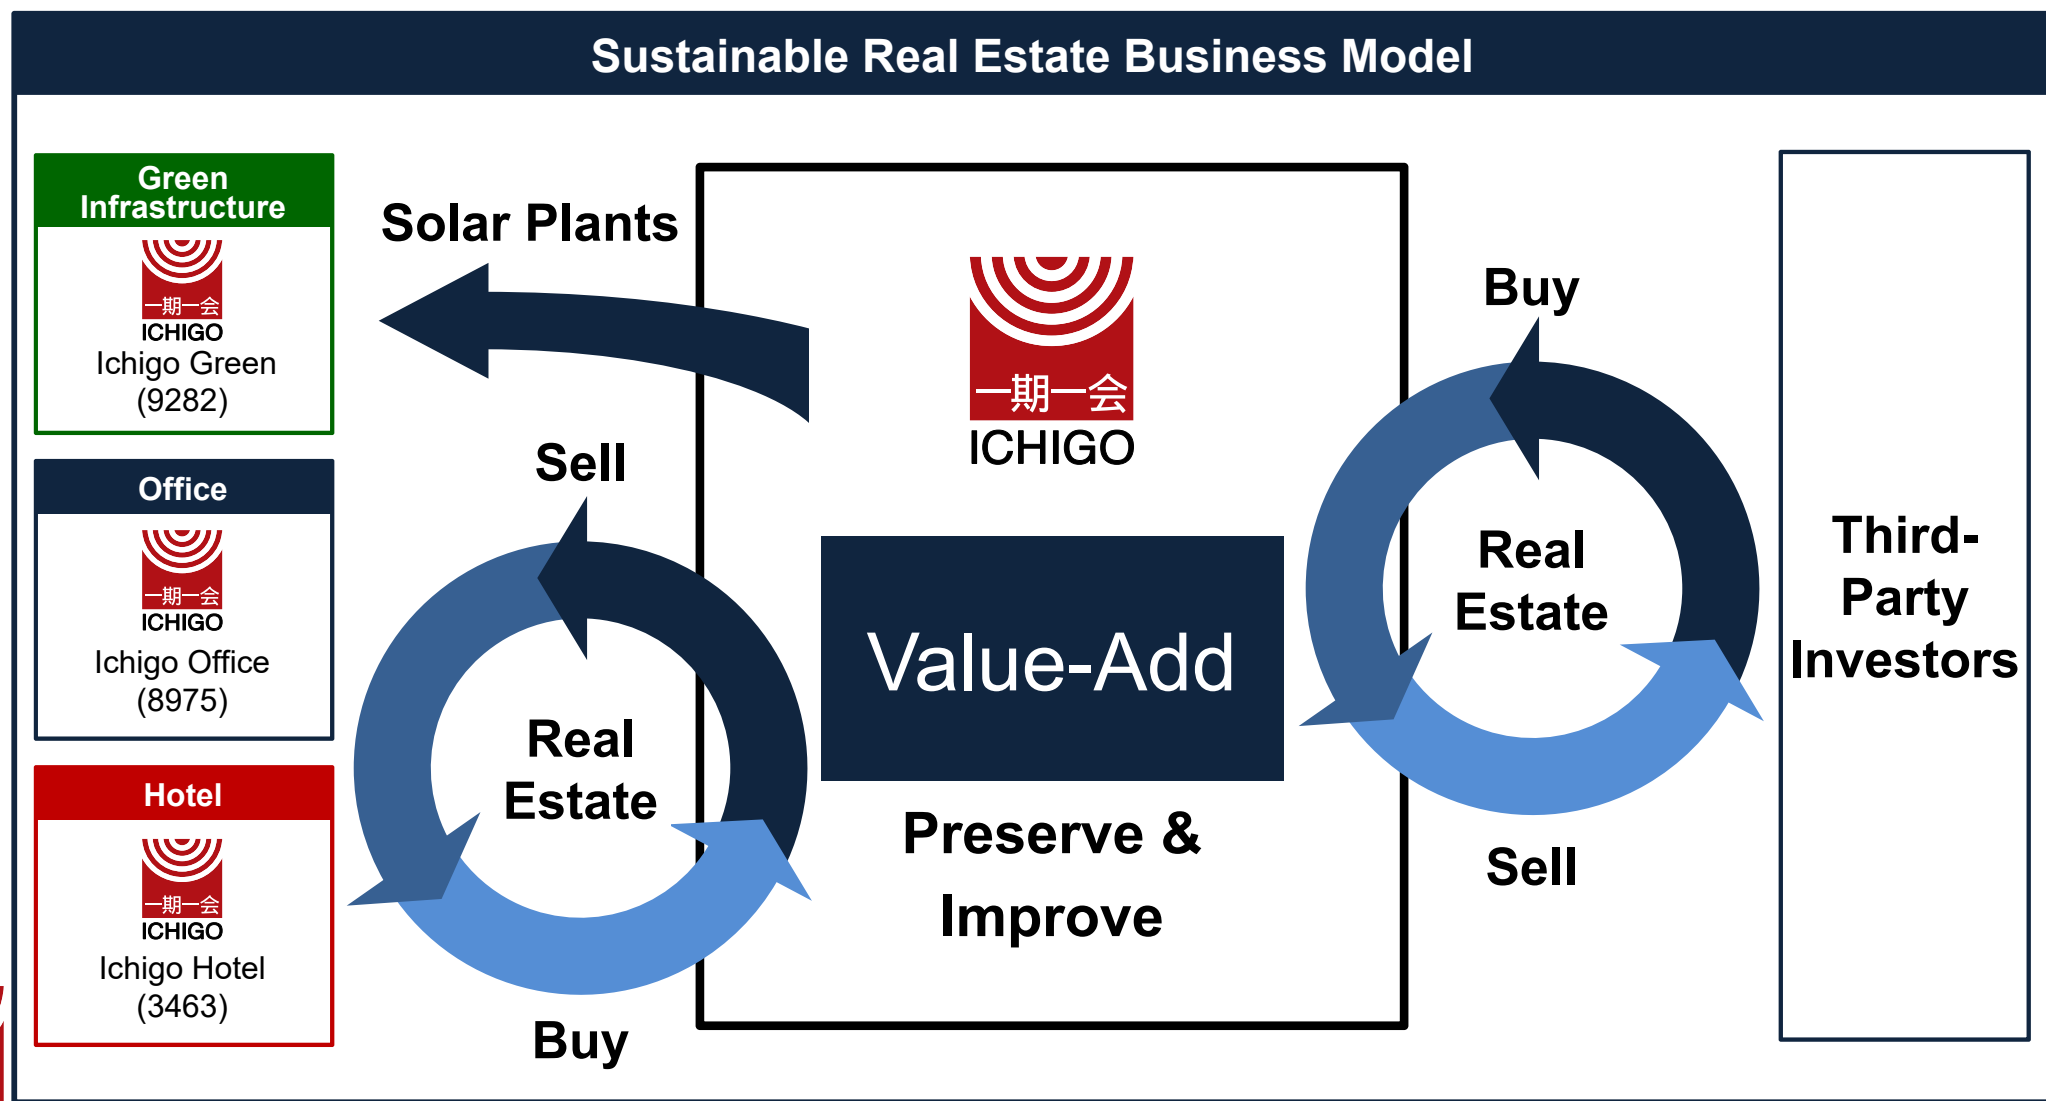 Sustainable Real Estate Business Model
Green
Infrastructure
一期一会
ICHIGO
Ichigo Green
(9282)
Office
一期一会
ICHIGO
Ichigo Office
(8975)
Hotel
一期一会
ICHIGO
Ichigo Hotel
(3463)
Solar Plants
Sell
Real
Estate
Buy
一期一会
ICHIGO
Value-Add
Preserve &
Improve
Buy
Real
Estate
Sell
Third-
Party
Investors